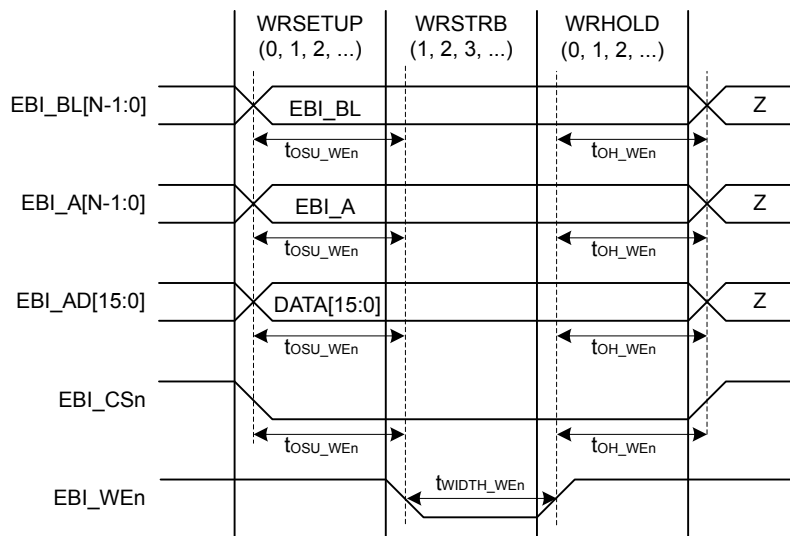 WRSETUP WRSTRB WRHOLD
(0, 1, 2, ...) (1, 2, 3, ...) (0, 1, 2, ...)
EBI_BL[N-1:0] EBI_BL Z
tOSU_WEn tOH_WEn
EBI_A[N-1:0] EBI_A Z
tOSU_WEn tOH_WEn
EBI_AD[15:0] DATA[15:0] Z
tOSU_WEn tOH_WEn
EBI_CSn
tOSU_WEn tOH_WEn
EBI_WEn tWIDTH_WEn